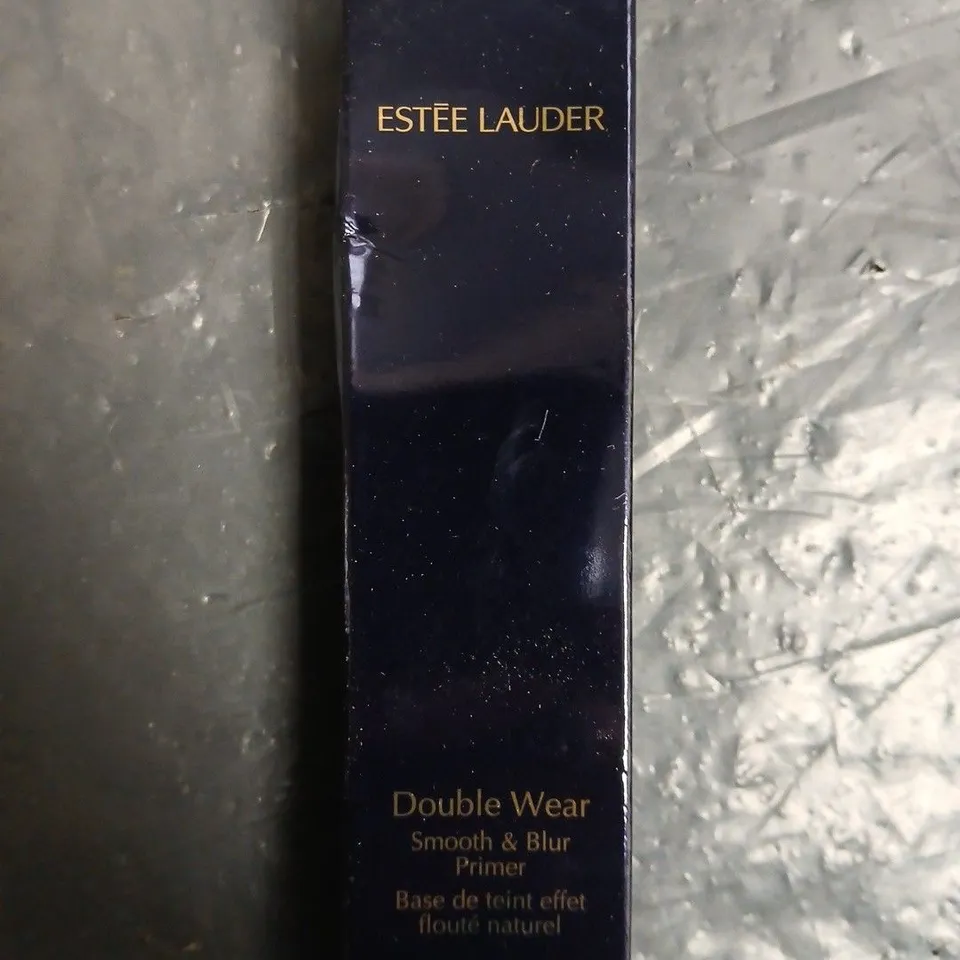 ESTĒE LAUDER
Double Wear
Smooth & Blur
Primer
Base de teint effet
flouté naturel